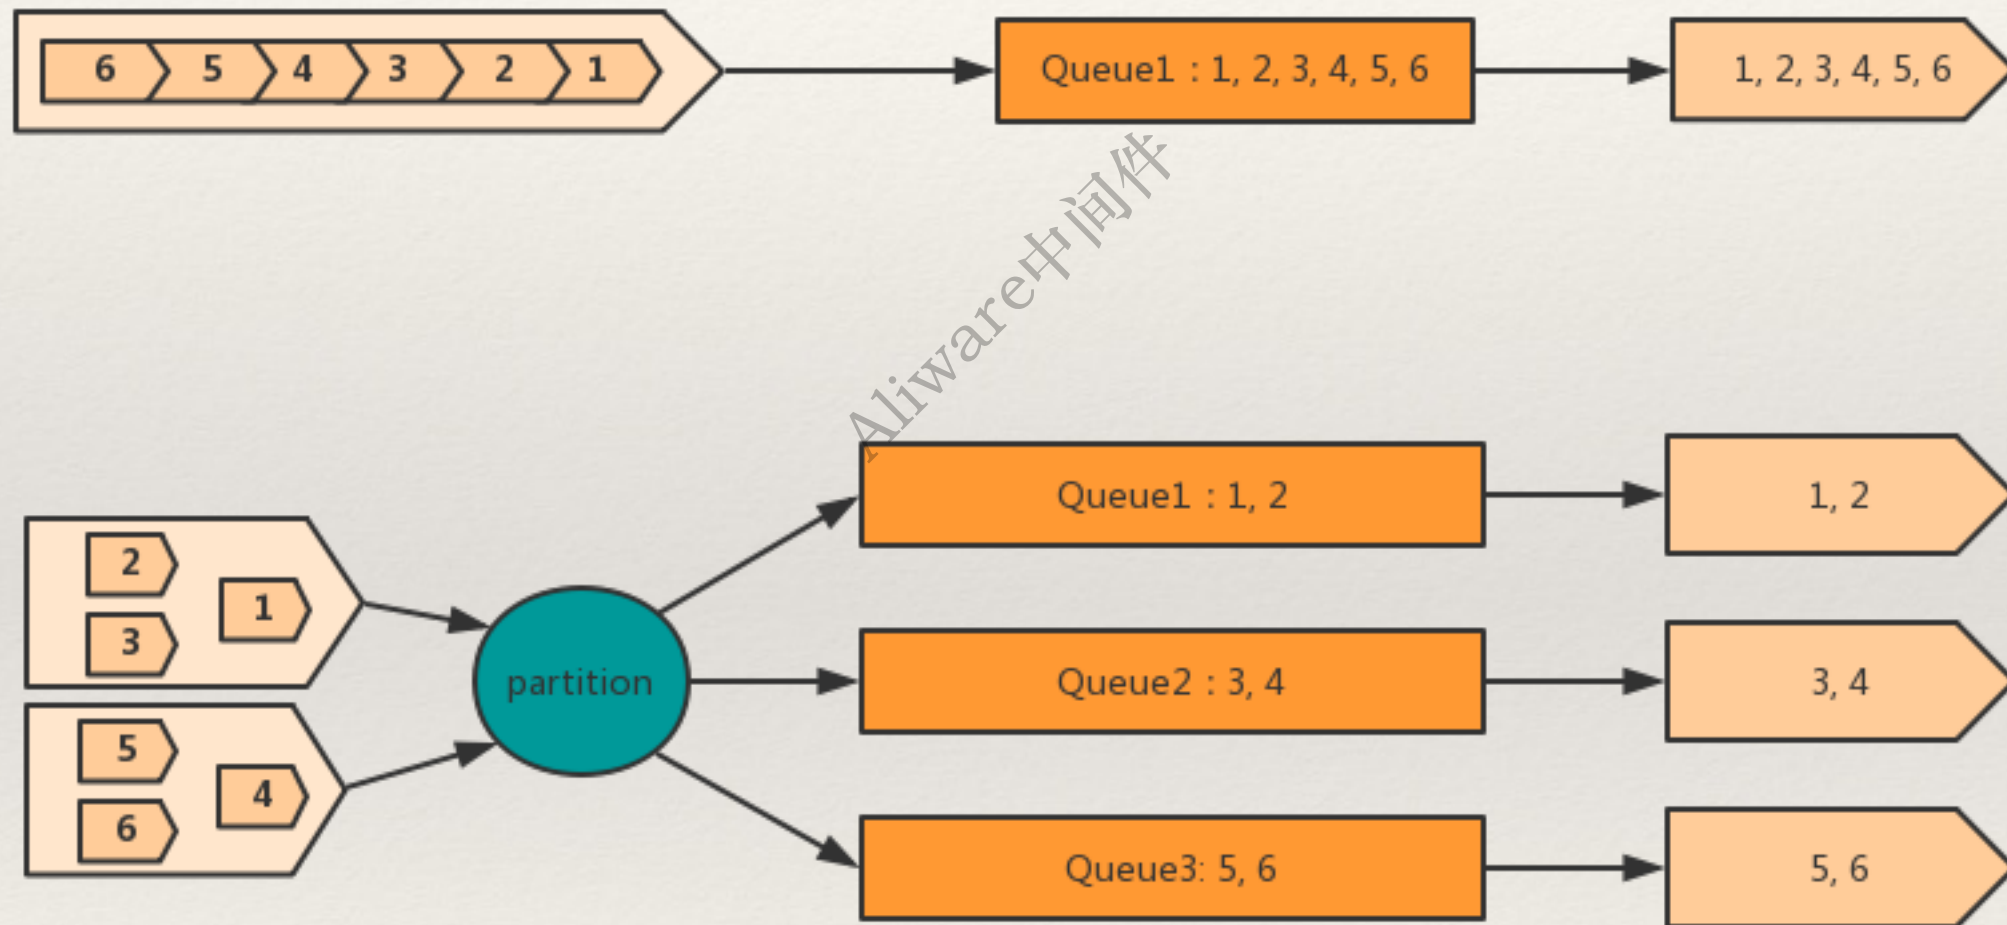 6 5 4 3 2 1
Queue1 : 1, 2, 3, 4, 5, 6
1, 2, 3, 4, 5, 6
Aliware中间件
2
1
3
5
4
6
partition
Queue1 : 1, 2
1, 2
Queue2 : 3, 4
3, 4
Queue3: 5, 6
5, 6